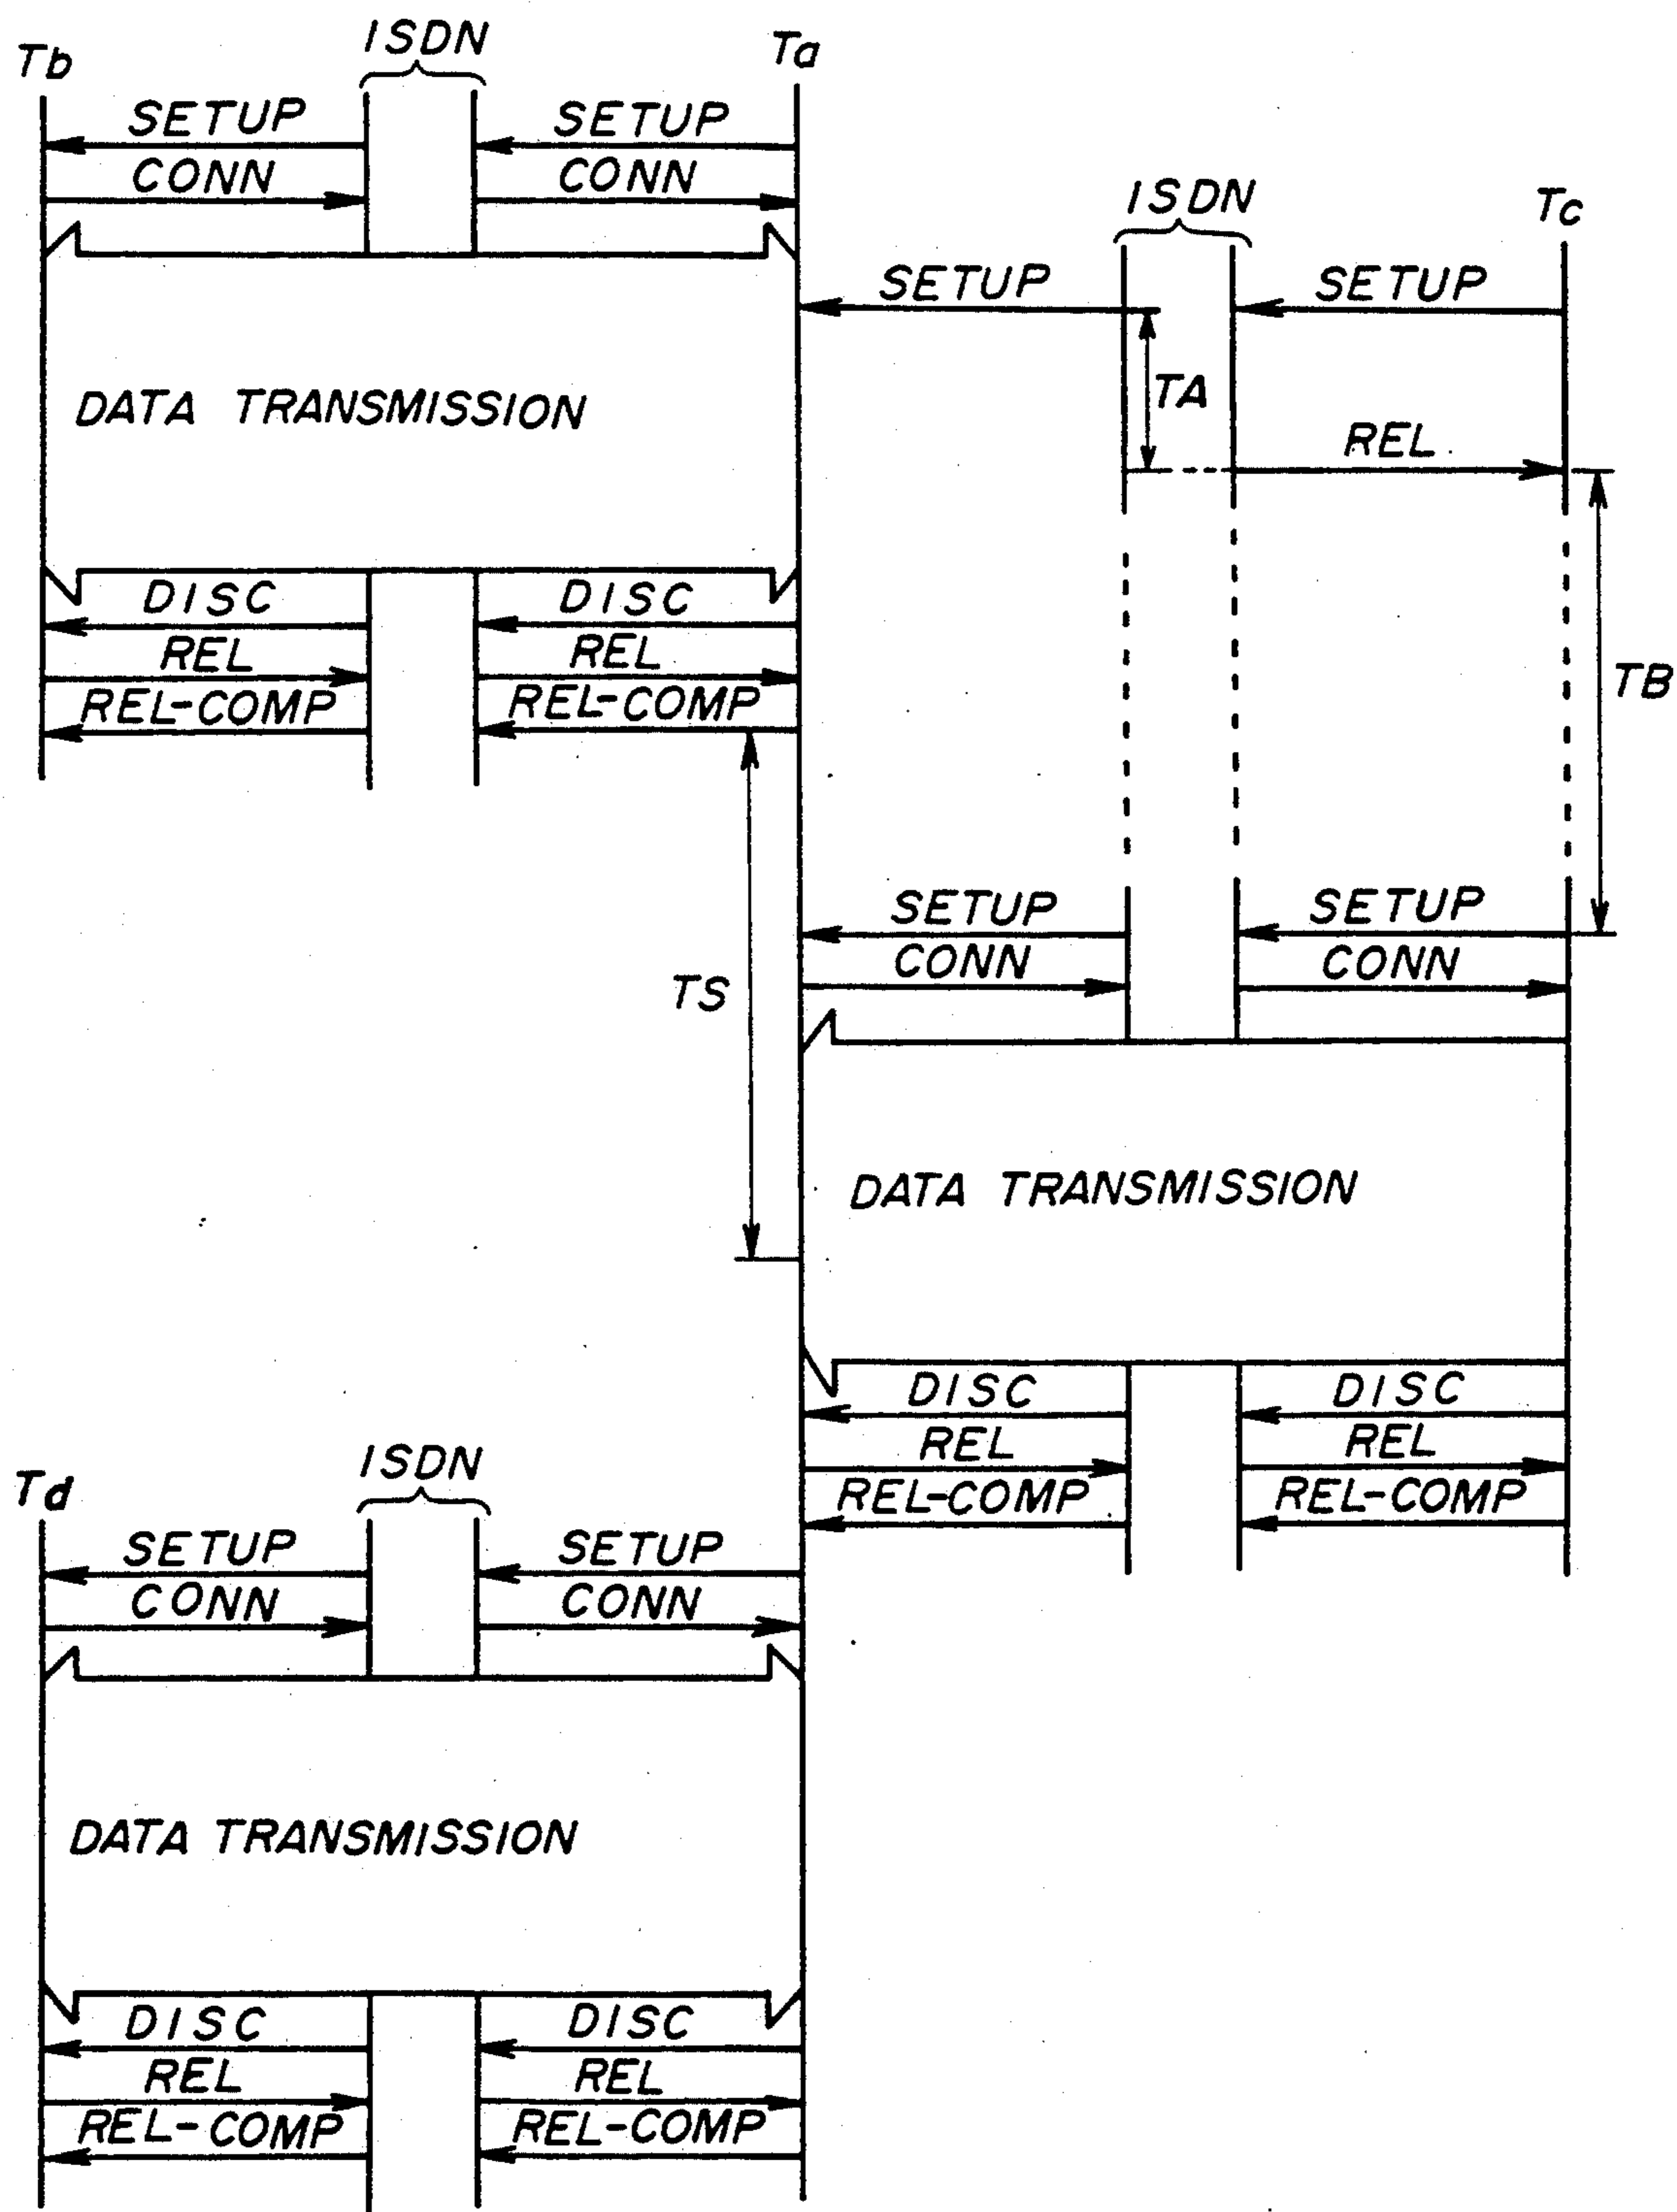 Tb ISDN Ta
SETUP SETUP
CONN CONN
ISDN Tc
SETUP SETUP
DATA TRANSMISSION
TA
REL
DISC DISC
REL REL
REL-COMP REL-COMP
TB
SETUP SETUP
CONN CONN
TS
DATA TRANSMISSION
DISC DISC
REL REL
REL-COMP REL-COMP
Td ISDN
SETUP SETUP
CONN CONN
DATA TRANSMISSION
DISC DISC
REL REL
REL-COMP REL-COMP